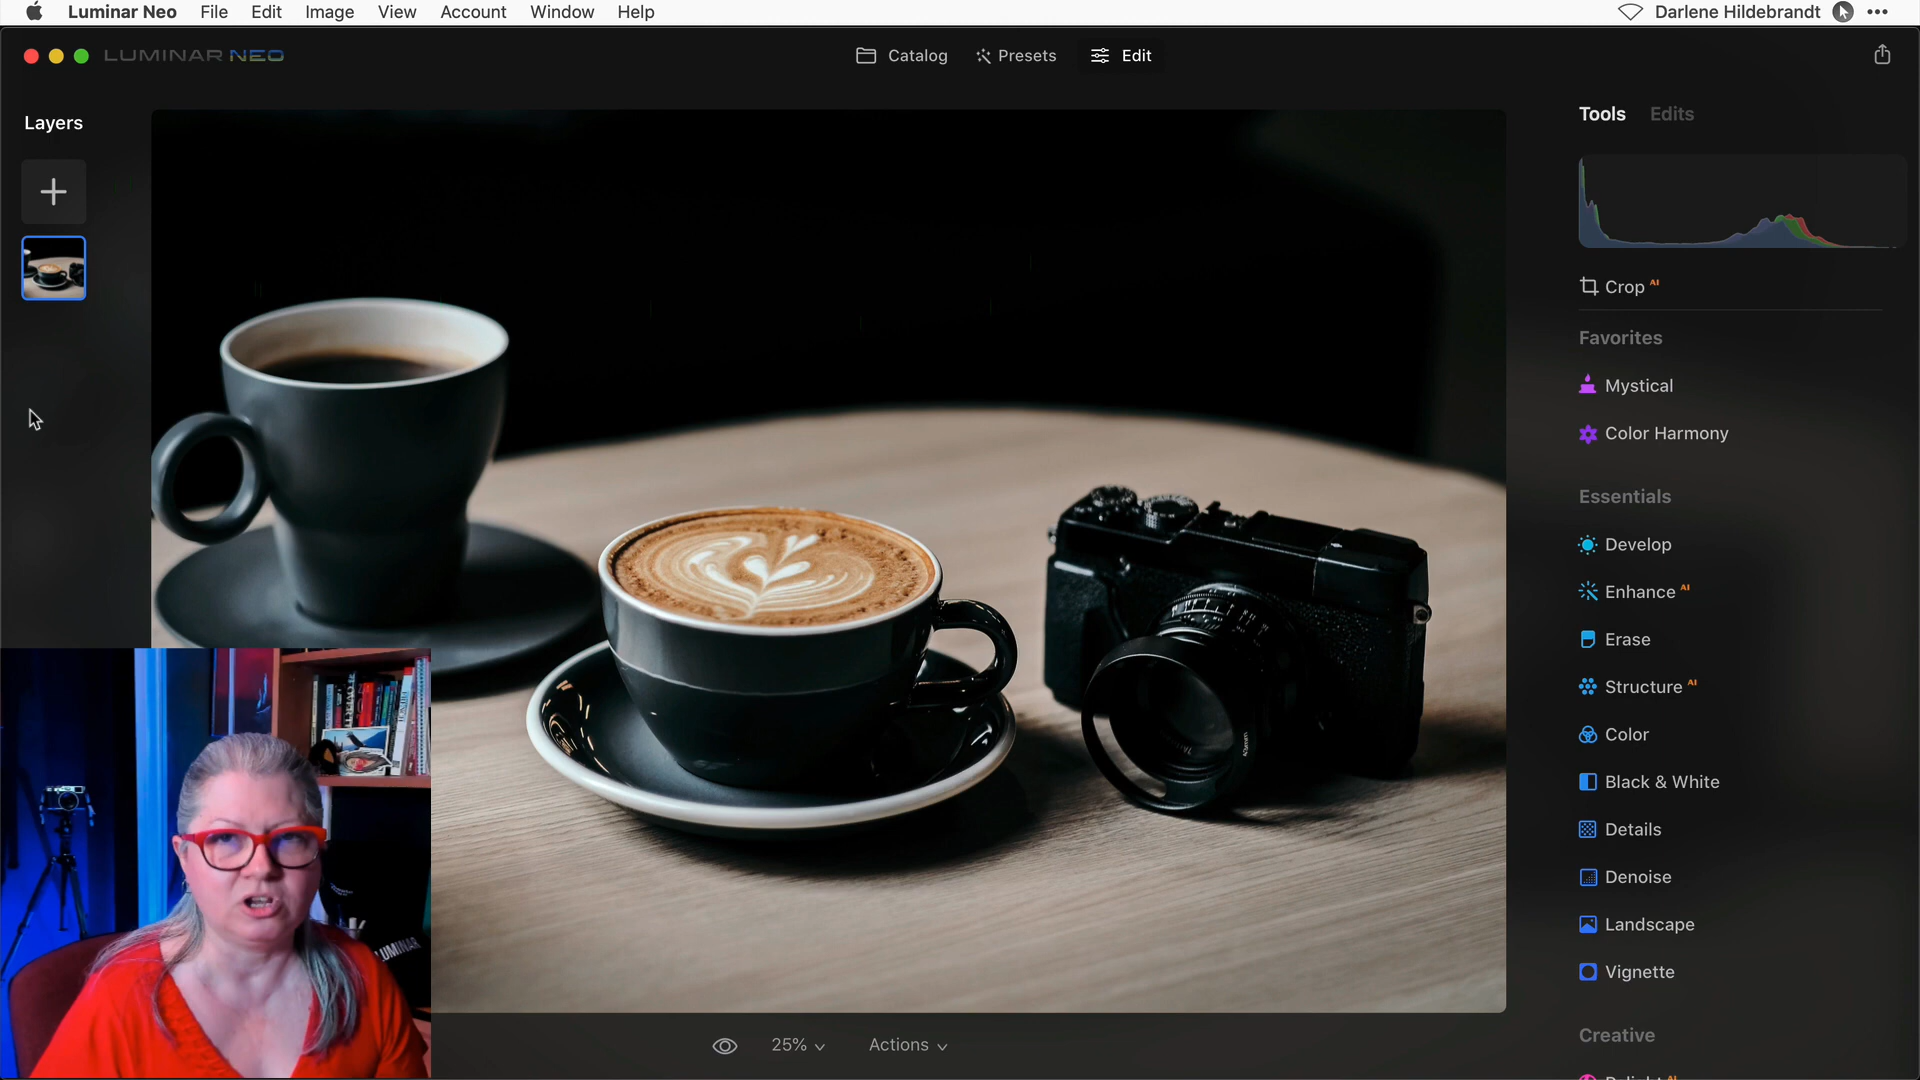 Luminar Neo File Edit Image View Account Window Help Darlene Hildebrandt
LUMINAR NEO Catalog Presets Edit
Layers
Tools Edits
Crop AI
Favorites
Mystical
Color Harmony
Essentials
Develop
Enhance AI
Erase
Structure AI
Color
Black & White
Details
Denoise
Landscape
Vignette
Creative
25% Actions
LUMINAR